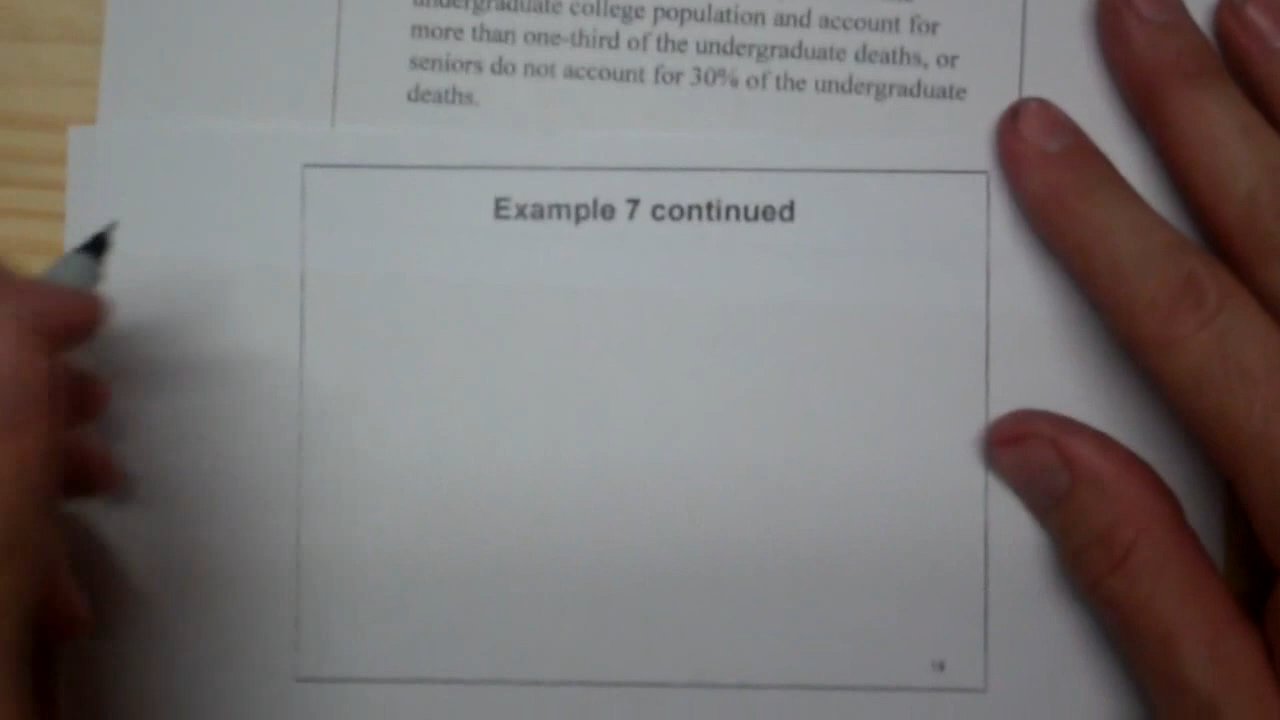 undergraduate college population and account for
more than one-third of the undergraduate deaths, or
seniors do not account for 30% of the undergraduate
deaths.
Example 7 continued